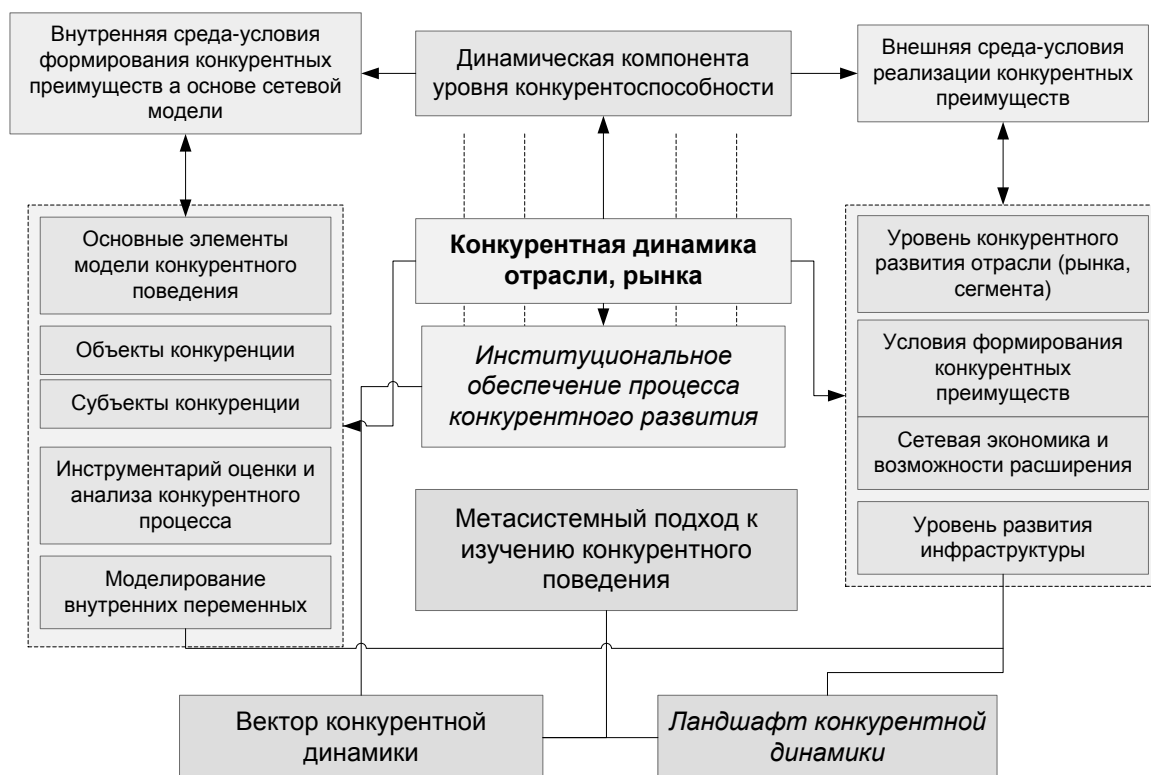 Внутренняя среда-условия
формирования конкурентных
преимуществ а основе сетевой
модели
Динамическая компонента
уровня конкурентоспособности
Внешняя среда-условия
реализации конкурентных
преимуществ
Основные элементы
модели конкурентного
поведения
Объекты конкуренции
Субъекты конкуренции
Инструментарий оценки и
анализа конкурентного
процесса
Моделирование
внутренних переменных
Конкурентная динамика
отрасли, рынка
Институциональное
обеспечение процесса
конкурентного развития
Метасистемный подход к
изучению конкурентного
поведения
Уровень конкурентного
развития отрасли (рынка,
сегмента)
Условия формирования
конкурентных
преимуществ
Сетевая экономика и
возможности расширения
Уровень развития
инфраструктуры
Вектор конкурентной
динамики
Ландшафт конкурентной
динамики